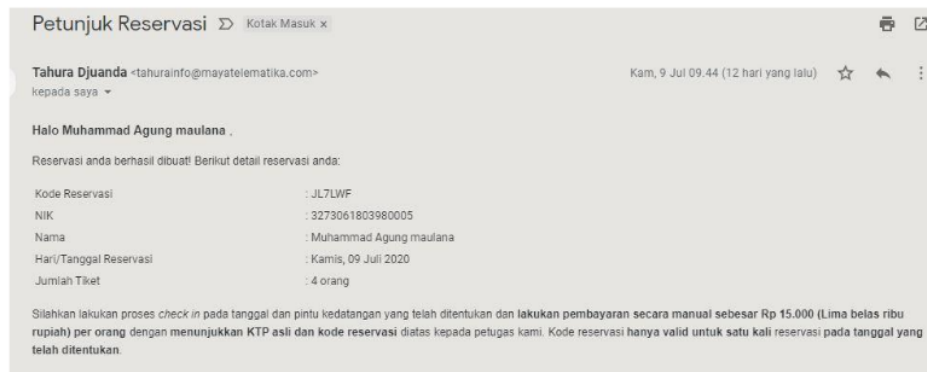 Petunjuk Reservasi Kotak Masuk x
Tahura Djuanda <tahurainfo@mayatelematika.com> Kam, 9 Jul 09.44 (12 hari yang lalu)
kepada saya
Halo Muhammad Agung maulana ,
Reservasi anda berhasil dibuat! Berikut detail reservasi anda:
Kode Reservasi : JL7LWF
NIK : 3273061803980005
Nama : Muhammad Agung maulana
Hari/Tanggal Reservasi : Kamis, 09 Juli 2020
Jumlah Tiket : 4 orang
Silahkan lakukan proses check in pada tanggal dan pintu kedatangan yang telah ditentukan dan lakukan pembayaran secara manual sebesar Rp 15.000 (Lima belas ribu
rupiah) per orang dengan menunjukkan KTP asli dan kode reservasi diatas kepada petugas kami. Kode reservasi hanya valid untuk satu kali reservasi pada tanggal yang
telah ditentukan.